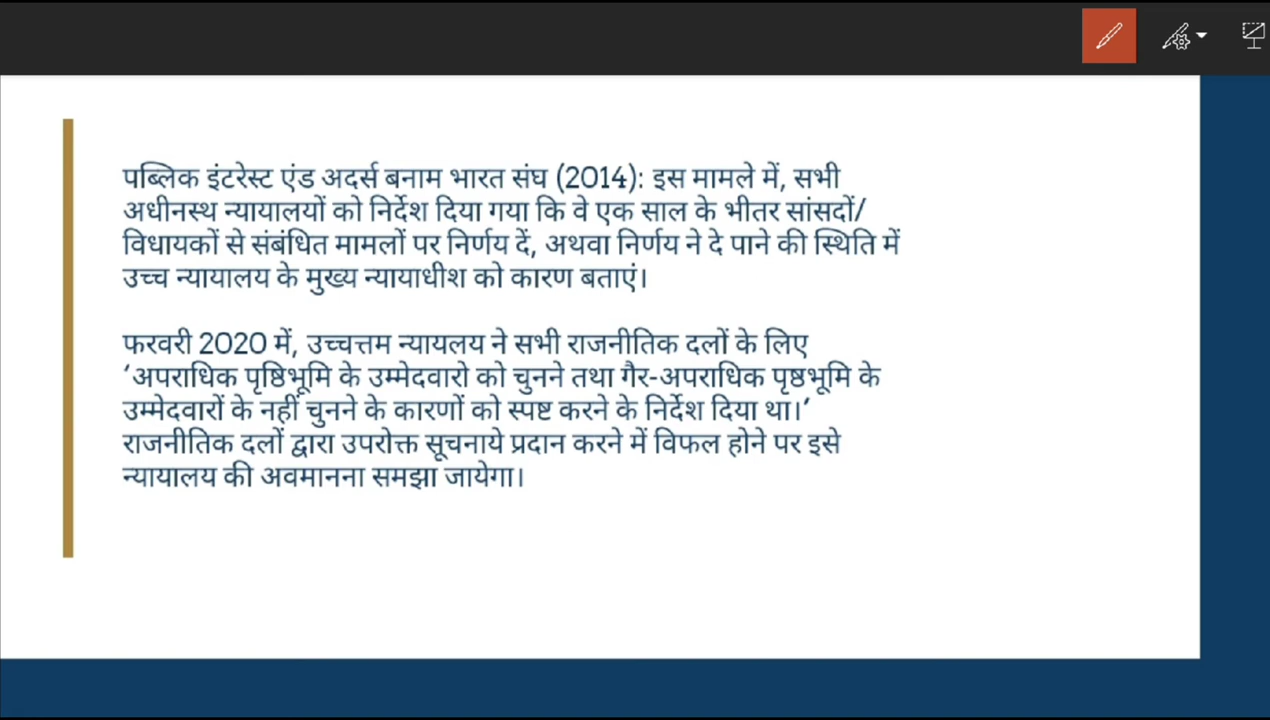 पब्लिक इंटरेस्ट एंड अदर्स बनाम भारत संघ (2014): इस मामले में, सभी
अधीनस्थ न्यायालयों को निर्देश दिया गया कि वे एक साल के भीतर सांसदों/
विधायकों से संबंधित मामलों पर निर्णय दें, अथवा निर्णय ने दे पाने की स्थिति में
उच्च न्यायालय के मुख्य न्यायाधीश को कारण बताएं।
फरवरी 2020 में, उच्चत्तम न्यायलय ने सभी राजनीतिक दलों के लिए
‘अपराधिक पृष्ठिभूमि के उम्मेदवारो को चुनने तथा गैर-अपराधिक पृष्ठभूमि के
उम्मेदवारों के नहीं चुनने के कारणों को स्पष्ट करने के निर्देश दिया था।’
राजनीतिक दलों द्वारा उपरोक्त सूचनाये प्रदान करने में विफल होने पर इसे
न्यायालय की अवमानना समझा जायेगा।